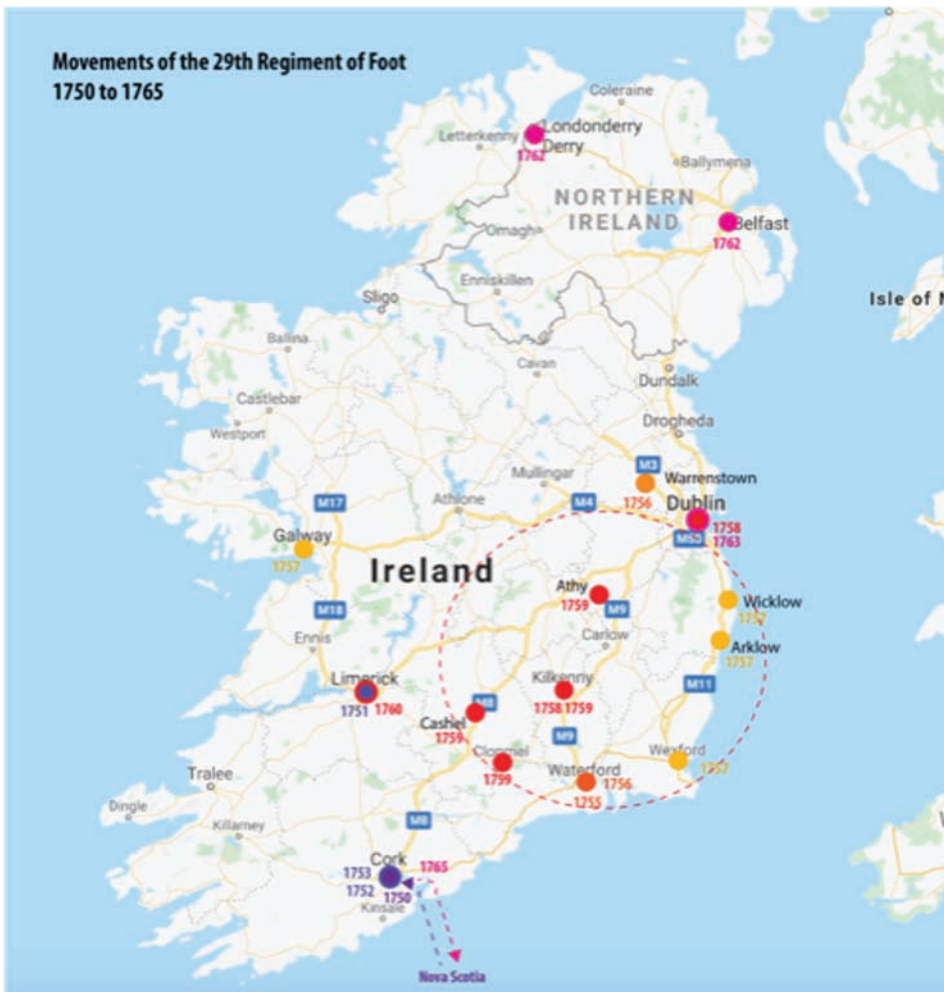 Movements of the 29th Regiment of Foot
1750 to 1765
Coleraine
Londonderry
Letterkenny
Derry
1762
Ballymena
NORTHERN
IRELAND
Belfast
Omagh
1762
Enniskillen
Isle of
Sligo
Ballina
Cavan
Dundalk
Castlebar
Drogheda
Westport
M3
Mullingar
Warrenstown
M17
Athlone
M4
1756
Dublin
1758
Galway
M50
1763
1757
Ireland
Athy
1759
M9
Wicklow
1757
M18
Carlow
Ennis
Arklow
1757
Limerick
Kilkenny
M11
1751
1760
M8
1758 1759
Cashel
1759
M9
Clonmel
Wexford
1757
1759
Waterford
1756
Tralee
1755
Dingle
M8
Killarney
Cork
1765
1753
1752
1750
Kinsale
Nova Scotia